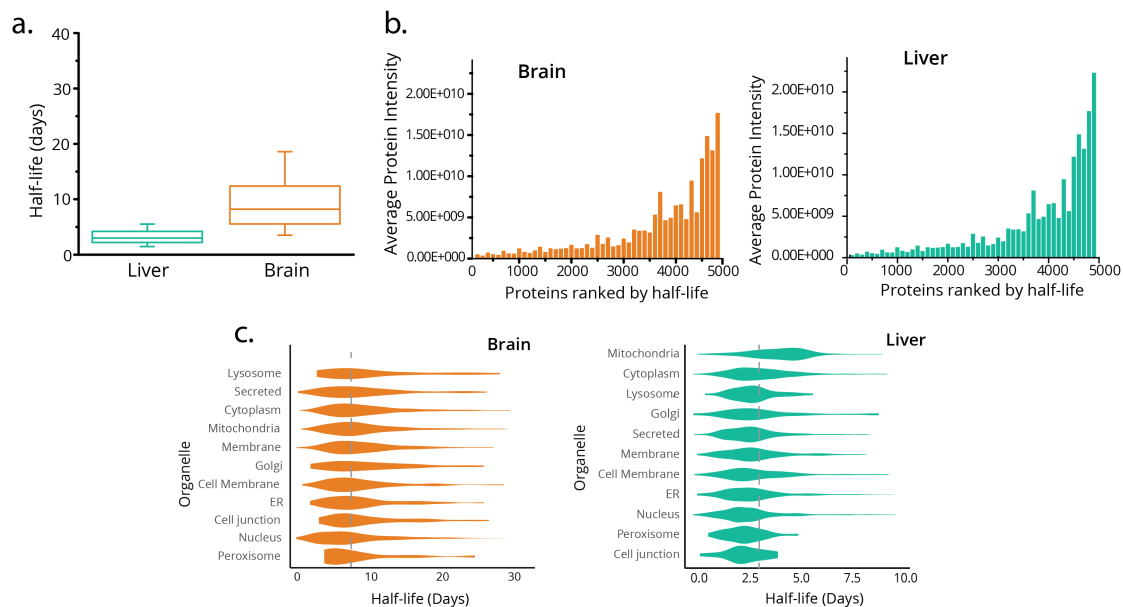 a.
Half-life (days)
40
30
20
10
0
Liver
Brain
b.
Brain
Average Protein Intensity
2.00E+010
1.50E+010
1.00E+010
5.00E+009
0.00E+000
0
1000
2000
3000
4000
5000
Proteins ranked by half-life
Liver
Average Protein Intensity
2.00E+010
1.50E+010
1.00E+010
5.00E+009
0.00E+000
0
1000
2000
3000
4000
5000
Proteins ranked by half-life
c.
Brain
Organelle
Lysosome
Secreted
Cytoplasm
Mitochondria
Membrane
Golgi
Cell Membrane
ER
Cell junction
Nucleus
Peroxisome
0
10
20
30
Half-life (Days)
Liver
Organelle
Mitochondria
Cytoplasm
Lysosome
Golgi
Secreted
Membrane
Cell Membrane
ER
Nucleus
Peroxisome
Cell junction
0.0
2.5
5.0
7.5
10.0
Half-life (Days)